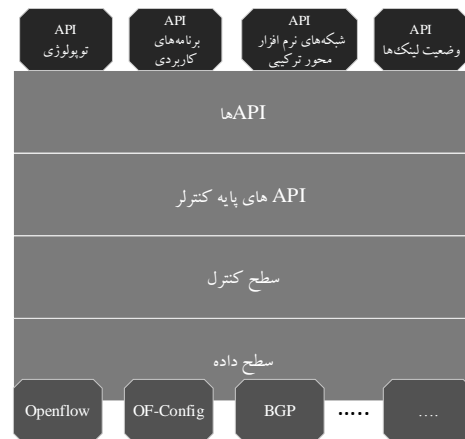 API
توپولوژی
API
برنامه‌های
کاربردی
API
شبکه‌های نرم افزار
محور ترکیبی
API
وضعیت لینک‌ها
APIها
API های پایه کنترلر
سطح کنترل
سطح داده
Openflow
OF-Config
BGP
.....
....